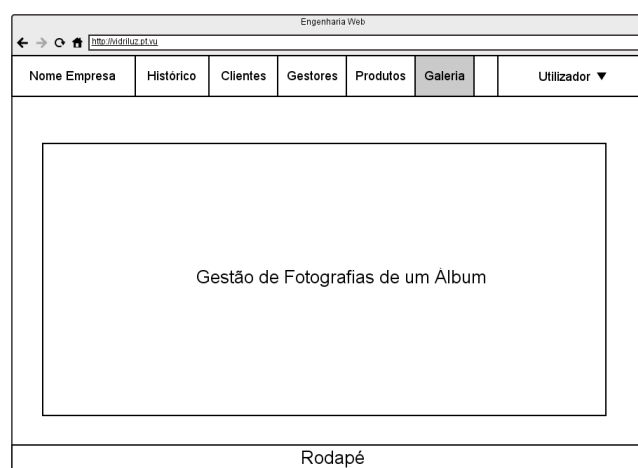 Engenharia Web
http://vidriluz.pt.vu
Nome Empresa Histórico Clientes Gestores Produtos Galeria Utilizador ▼
Gestão de Fotografias de um Álbum
Rodapé